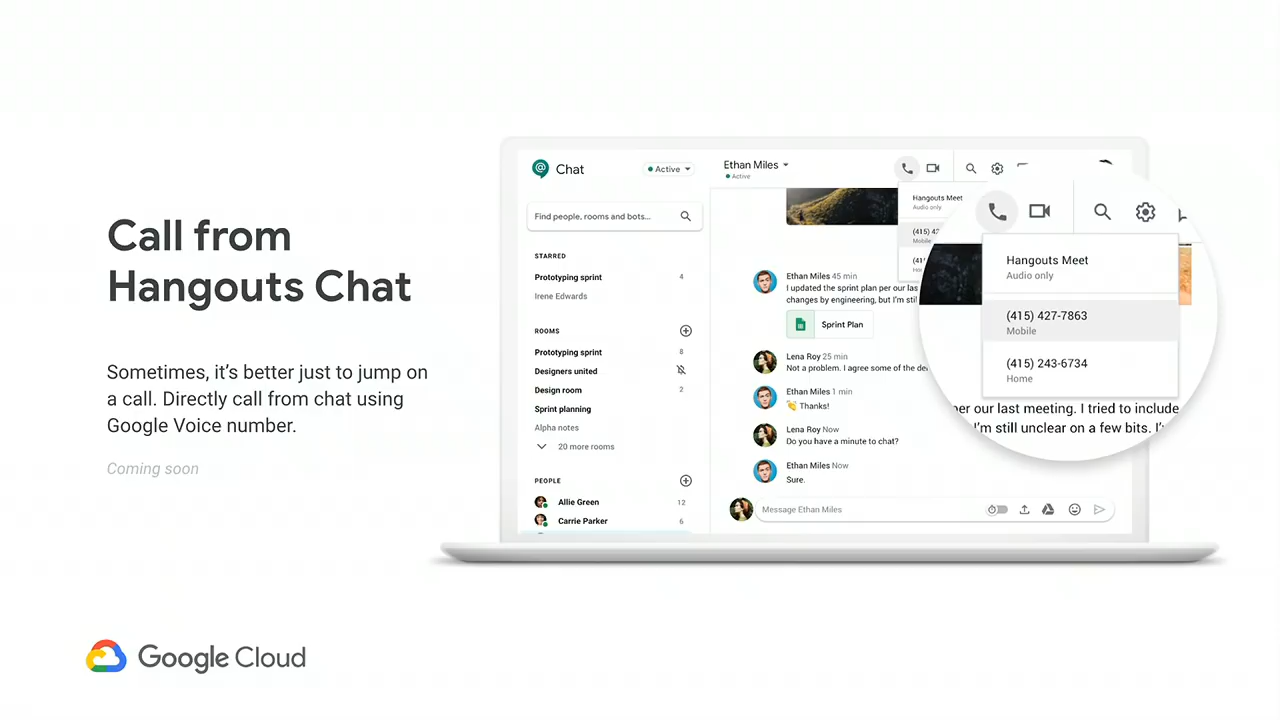 Call from
Hangouts Chat
Sometimes, it's better just to jump on
a call. Directly call from chat using
Google Voice number.
Coming soon
Google Cloud
Chat
Active
Find people, rooms and bots...
STARRED
Prototyping sprint 4
Irene Edwards
ROOMS
Prototyping sprint 8
Designers united
Design room 2
Sprint planning
Alpha notes
20 more rooms
PEOPLE
Allie Green 12
Carrie Parker 6
Ethan Miles
Active
Hangouts Meet
Audio only
(415) 42
Mobile
(41
Ho
Ethan Miles 45 min
I updated the sprint plan per our las
changes by engineering, but I'm sti
Sprint Plan
Lena Roy 25 min
Not a problem. I agree some of the de
Ethan Miles 1 min
👏 Thanks!
Lena Roy Now
Do you have a minute to chat?
Ethan Miles Now
Sure.
Message Ethan Miles
Hangouts Meet
Audio only
(415) 427-7863
Mobile
(415) 243-6734
Home
per our last meeting. I tried to include
I'm still unclear on a few bits. I'